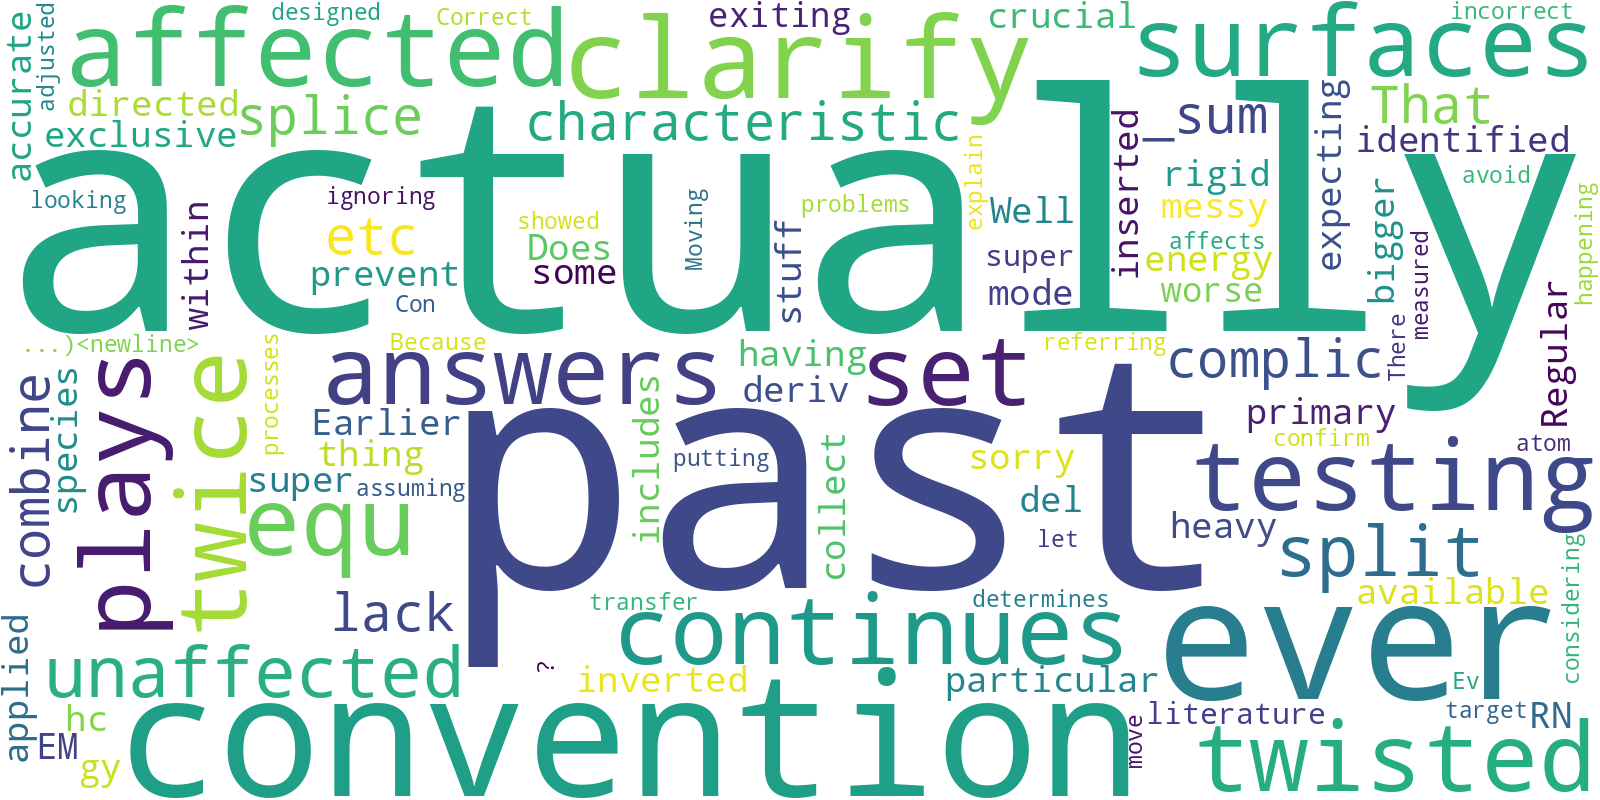 designed
Correct
exiting
crucial
incorrect
adjusted
accurate
affected
clarify
surfaces
directed
splice
exclusive
characteristic
_sum
That
identified
actually
looking
ignoring
within
etc
prevent
Con
showed
Does
some
Moving
stuff
problems
explain
Well
super
mode
inserted
rigid
messy
affects
energy
worse
expecting
bigger
avoid
happening
measured
There
Regular
...)<newline>
processes
Because
answers
having
deriv
set
referring
complic
plays
twice
combine
species
Earlier
thing
super
assuming
equ
includes
putting
past
collect
sorry
del
let
primary
confirm
atom
testing
heavy
split
available
considering
lack
transfer
continues
determines
ever
applied
unaffected
?
inverted
particular
Ev
hc
EM
gy
convention
move
literature
target
RN
twisted